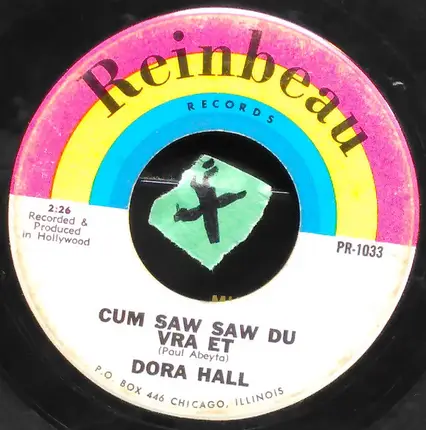 Reinbeau
RECORDS
2:26
Recorded &
Produced
in Hollywood
PR-1033
CUM SAW SAW DU
VRA ET
(Paul Abeyta)
DORA HALL
P.O. BOX 446 CHICAGO, ILLINOIS